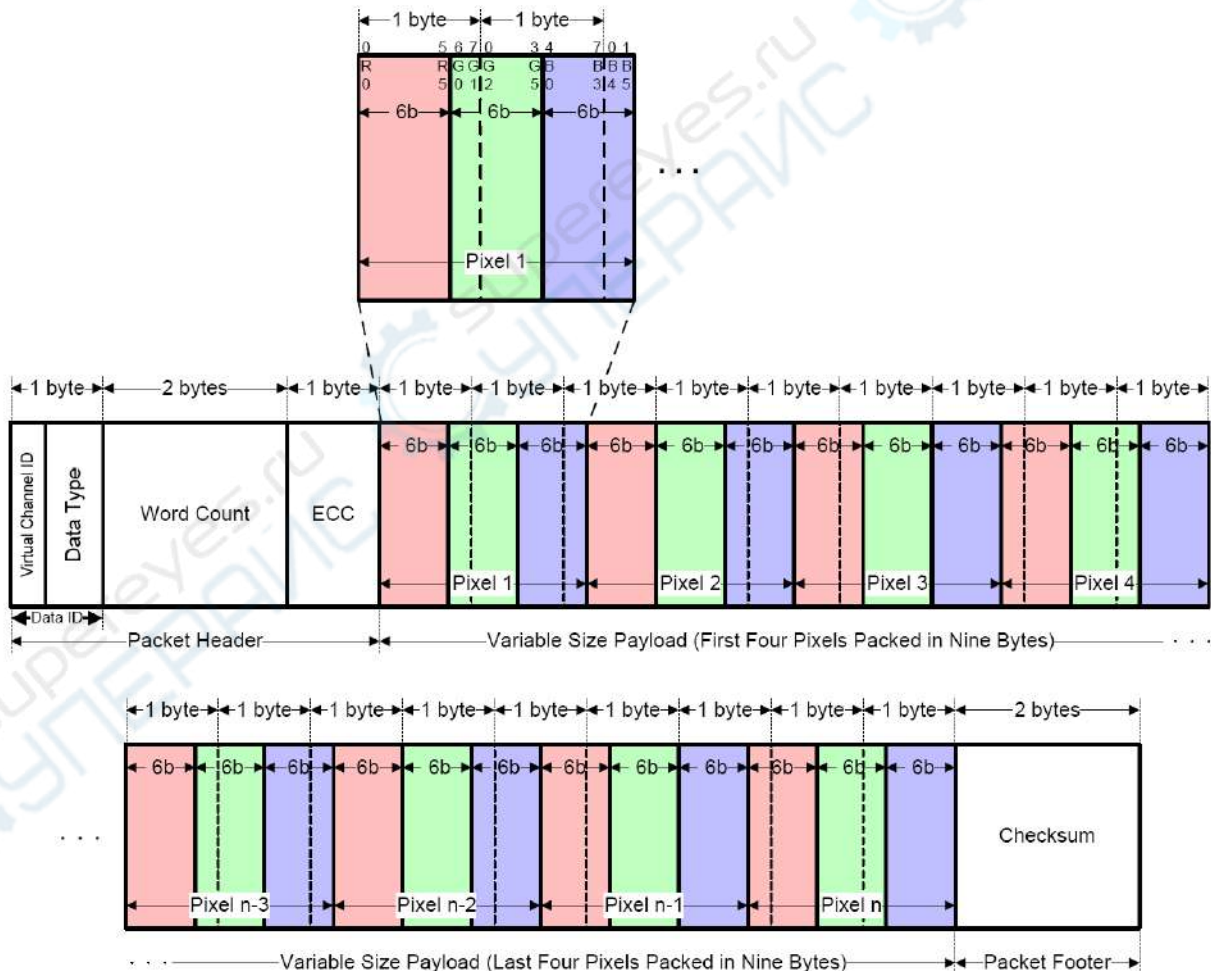 1 byte 1 byte
0 5 6 7 0 3 4 7 0 1
R R G G G G B B B B
0 5 0 1 2 5 0 3 4 5
6b 6b 6b
. . .
Pixel 1
1 byte 2 bytes 1 byte 1 byte 1 byte 1 byte 1 byte 1 byte 1 byte 1 byte 1 byte 1 byte
6b 6b 6b 6b 6b 6b 6b 6b 6b 6b 6b 6b
Virtual Channel ID
Data Type
Word Count
ECC
Pixel 1 Pixel 2 Pixel 3 Pixel 4
Data ID
Packet Header
Variable Size Payload (First Four Pixels Packed in Nine Bytes) . . .
1 byte 1 byte 1 byte 1 byte 1 byte 1 byte 1 byte 1 byte 1 byte 2 bytes
6b 6b 6b 6b 6b 6b 6b 6b 6b 6b 6b 6b
. . .
Checksum
Pixel n-3 Pixel n-2 Pixel n-1 Pixel n
. . . Variable Size Payload (Last Four Pixels Packed in Nine Bytes) Packet Footer
supereyes.ru
СУПЕРАЙС
supereyes.ru
СУПЕРАЙС